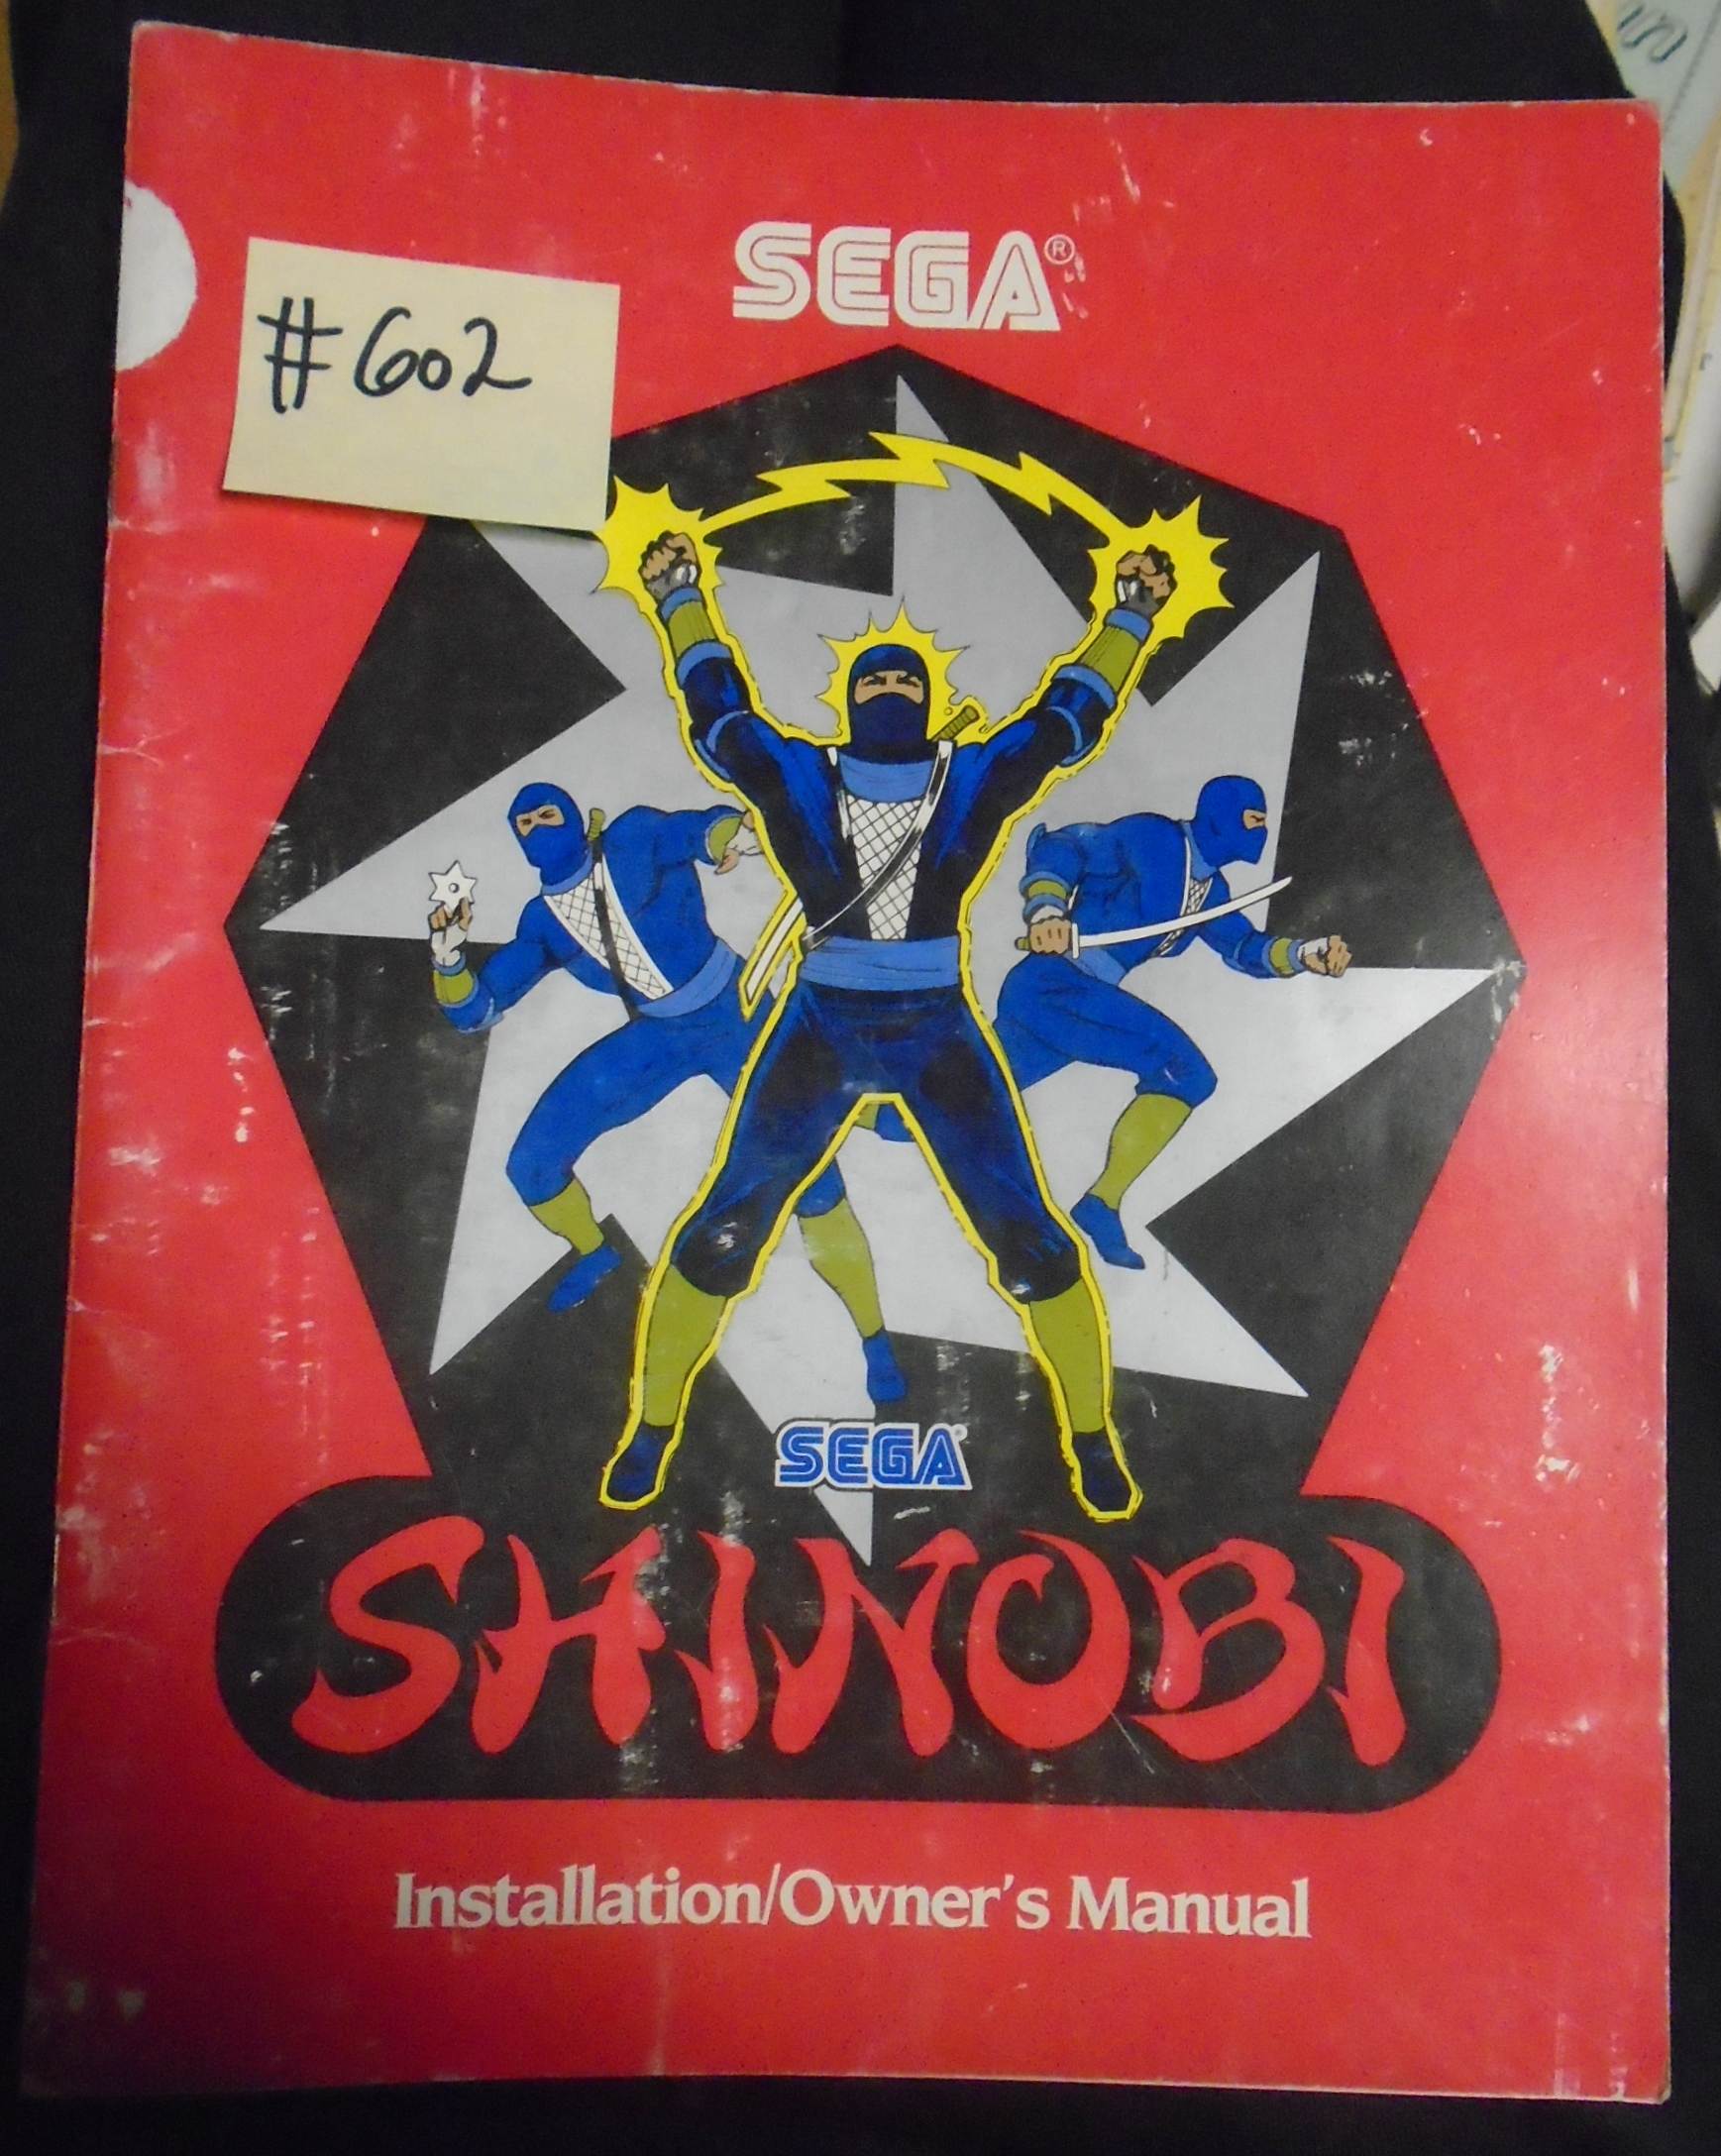 SEGA®
#602
SEGA
SHINOBI
Installation/Owner's Manual